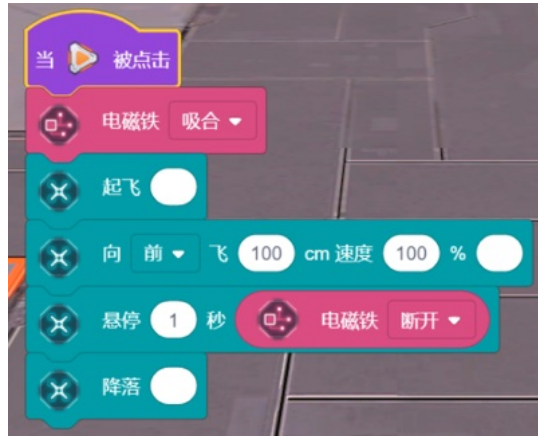 当 被点击
电磁铁 吸合
起飞
向 前 飞 100 cm 速度 100 %
悬停 1 秒 电磁铁 断开
降落